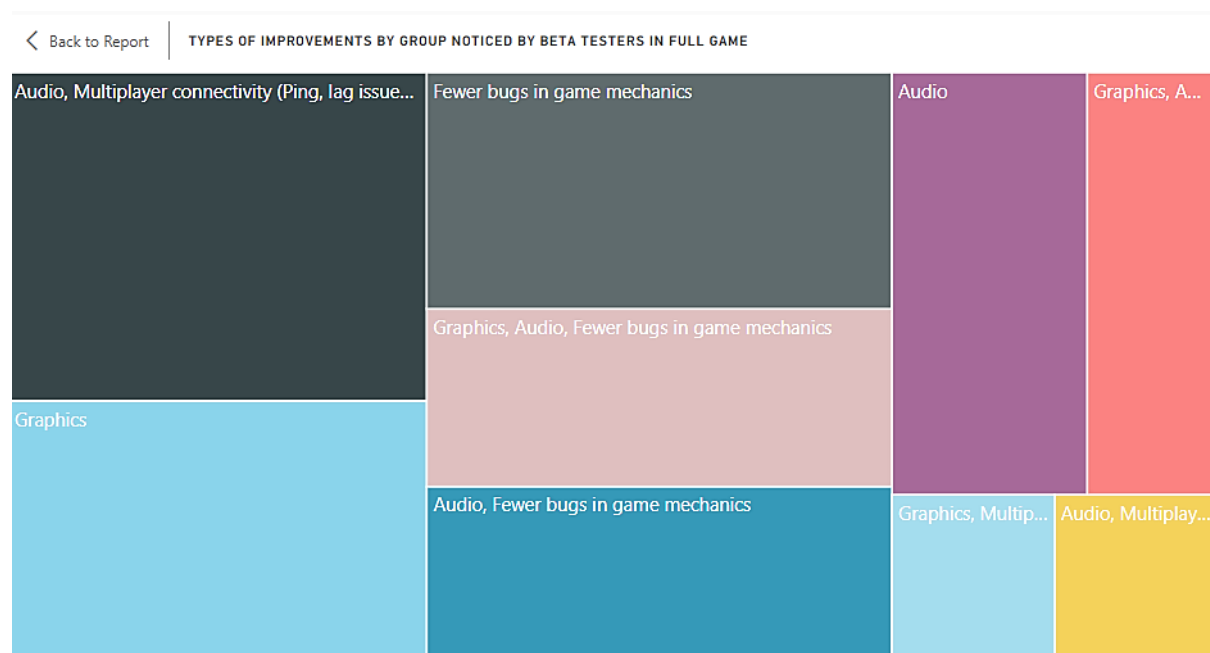 Back to Report
TYPES OF IMPROVEMENTS BY GROUP NOTICED BY BETA TESTERS IN FULL GAME
Audio, Multiplayer connectivity (Ping, lag issue...
Fewer bugs in game mechanics
Audio
Graphics, A...
Graphics, Audio, Fewer bugs in game mechanics
Graphics
Audio, Fewer bugs in game mechanics
Graphics, Multip...
Audio, Multiplay...